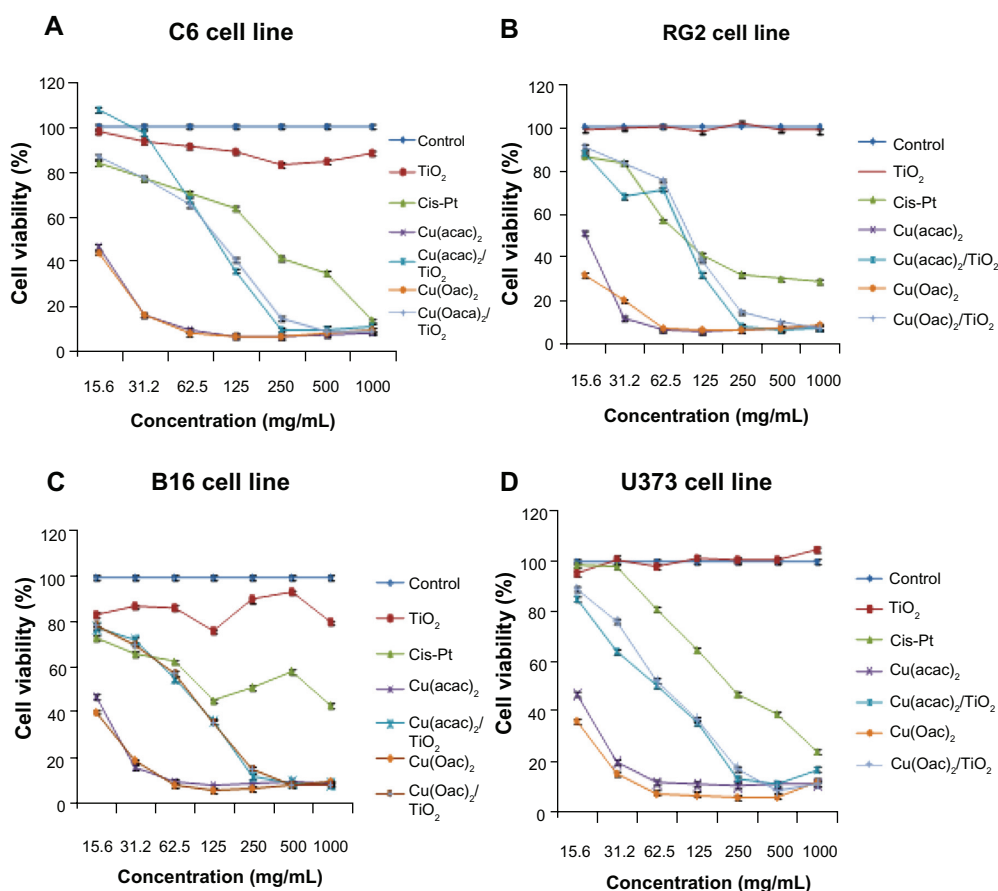 A
C6 cell line
Cell viability (%)
120
100
80
60
40
20
0
15.6 31.2 62.5 125 250 500 1000
Concentration (mg/mL)
Control
TiO₂
Cis-Pt
Cu(acac)₂
Cu(acac)₂/
TiO₂
Cu(Oac)₂
Cu(Oaca)₂/
TiO₂
B
RG2 cell line
Cell viability (%)
120
100
80
60
40
20
0
15.6 31.2 62.5 125 250 500 1000
Concentration (mg/mL)
Control
TiO₂
Cis-Pt
Cu(acac)₂
Cu(acac)₂/TiO₂
Cu(Oac)₂
Cu(Oac)₂/TiO₂
C
B16 cell line
Cell viability (%)
120
100
80
60
40
20
0
15.6 31.2 62.5 125 250 500 1000
Concentration (mg/mL)
Control
TiO₂
Cis-Pt
Cu(acac)₂
Cu(acac)₂/
TiO₂
Cu(Oac)₂
Cu(Oac)₂/
TiO₂
D
U373 cell line
Cell viability (%)
120
100
80
60
40
20
0
15.6 31.2 62.5 125 250 500 1000
Concentration (mg/mL)
Control
TiO₂
Cis-Pt
Cu(acac)₂
Cu(acac)₂/TiO₂
Cu(Oac)₂
Cu(Oac)₂/TiO₂